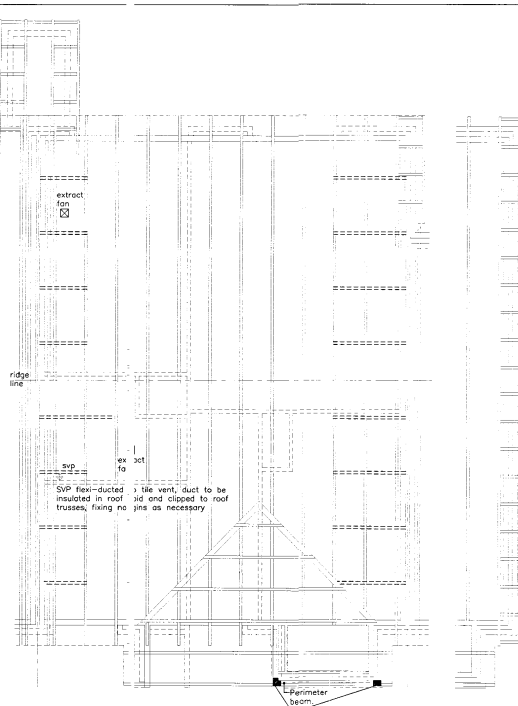 extract
fan
ridge
line
svp
SVP flexi-ducted tile vent, duct to be
insulated in roof and clipped to roof
trusses, fixing as necessary
Perimeter
beam